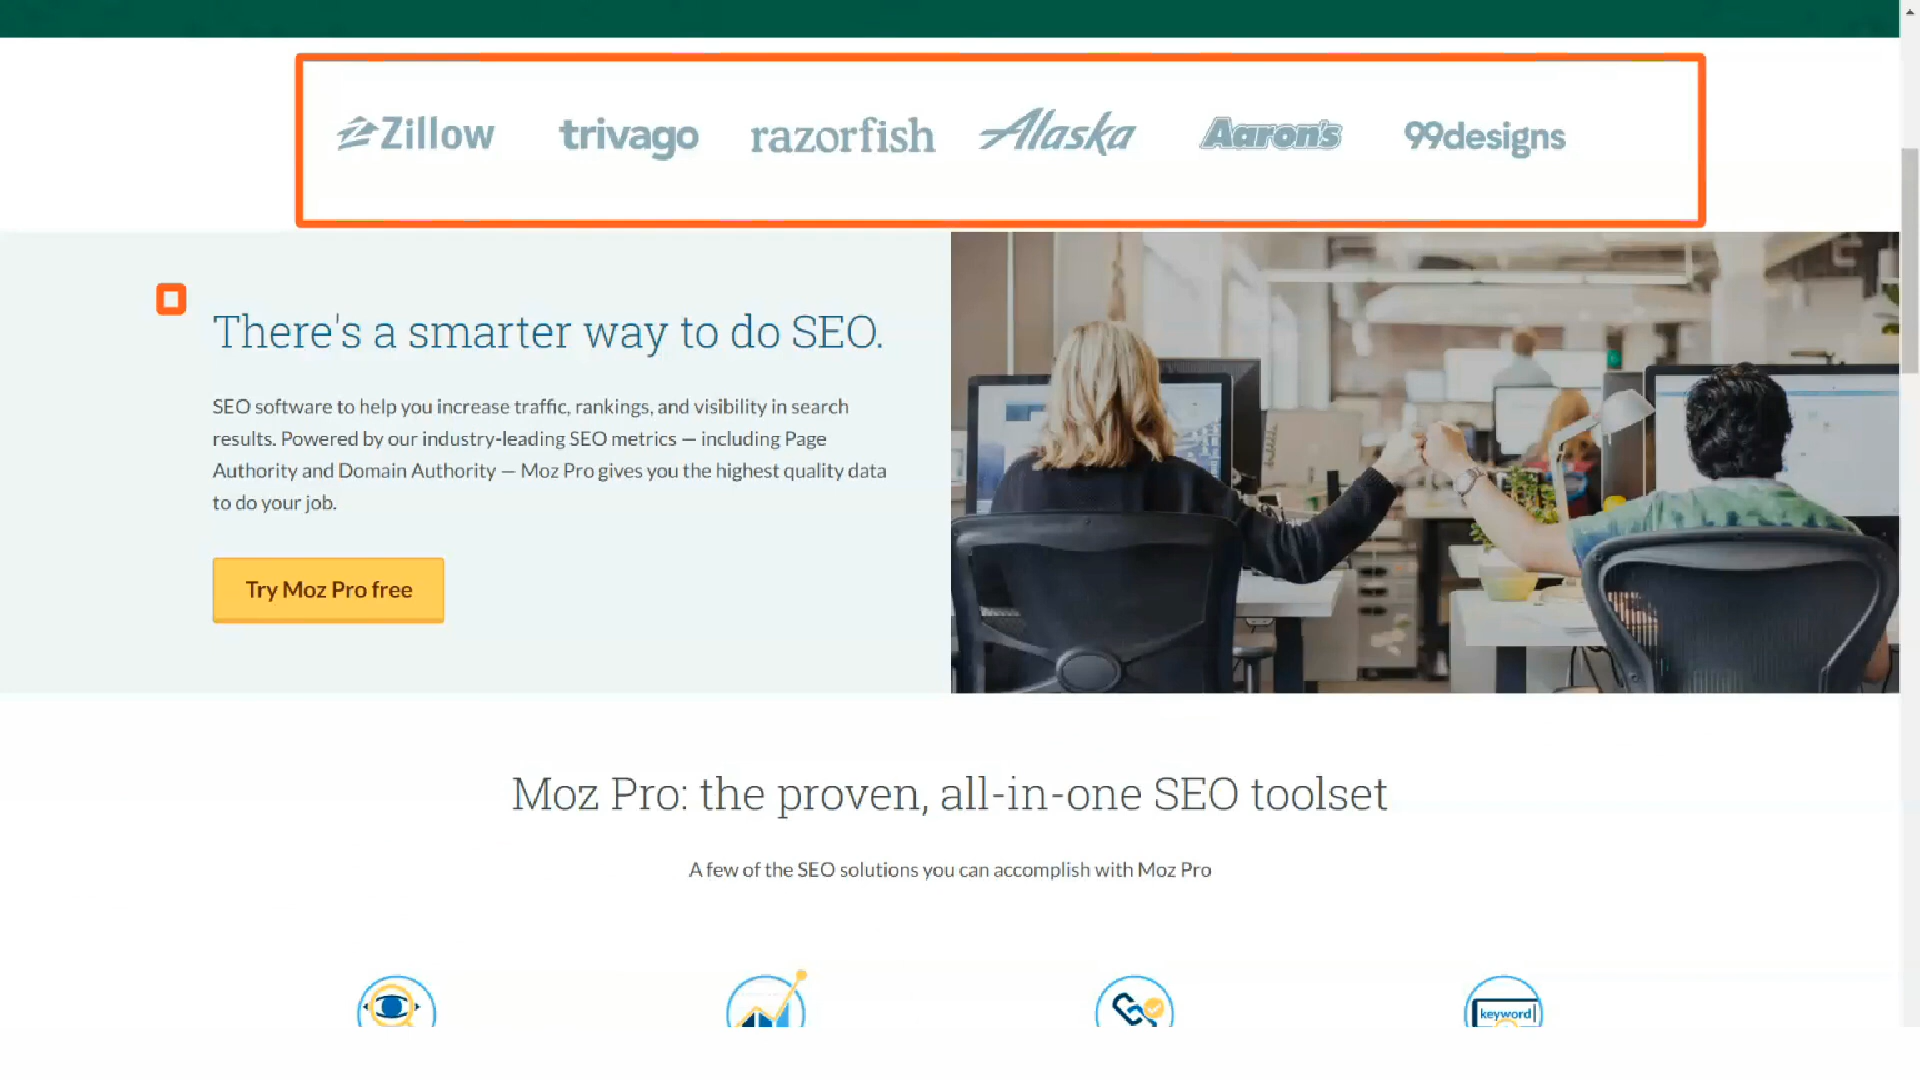 Zillow trivago razorfish Alaska Aaron's 99designs
There's a smarter way to do SEO.
SEO software to help you increase traffic, rankings, and visibility in search
results. Powered by our industry-leading SEO metrics — including Page
Authority and Domain Authority — Moz Pro gives you the highest quality data
to do your job.
Try Moz Pro free
Moz Pro: the proven, all-in-one SEO toolset
A few of the SEO solutions you can accomplish with Moz Pro
keyword